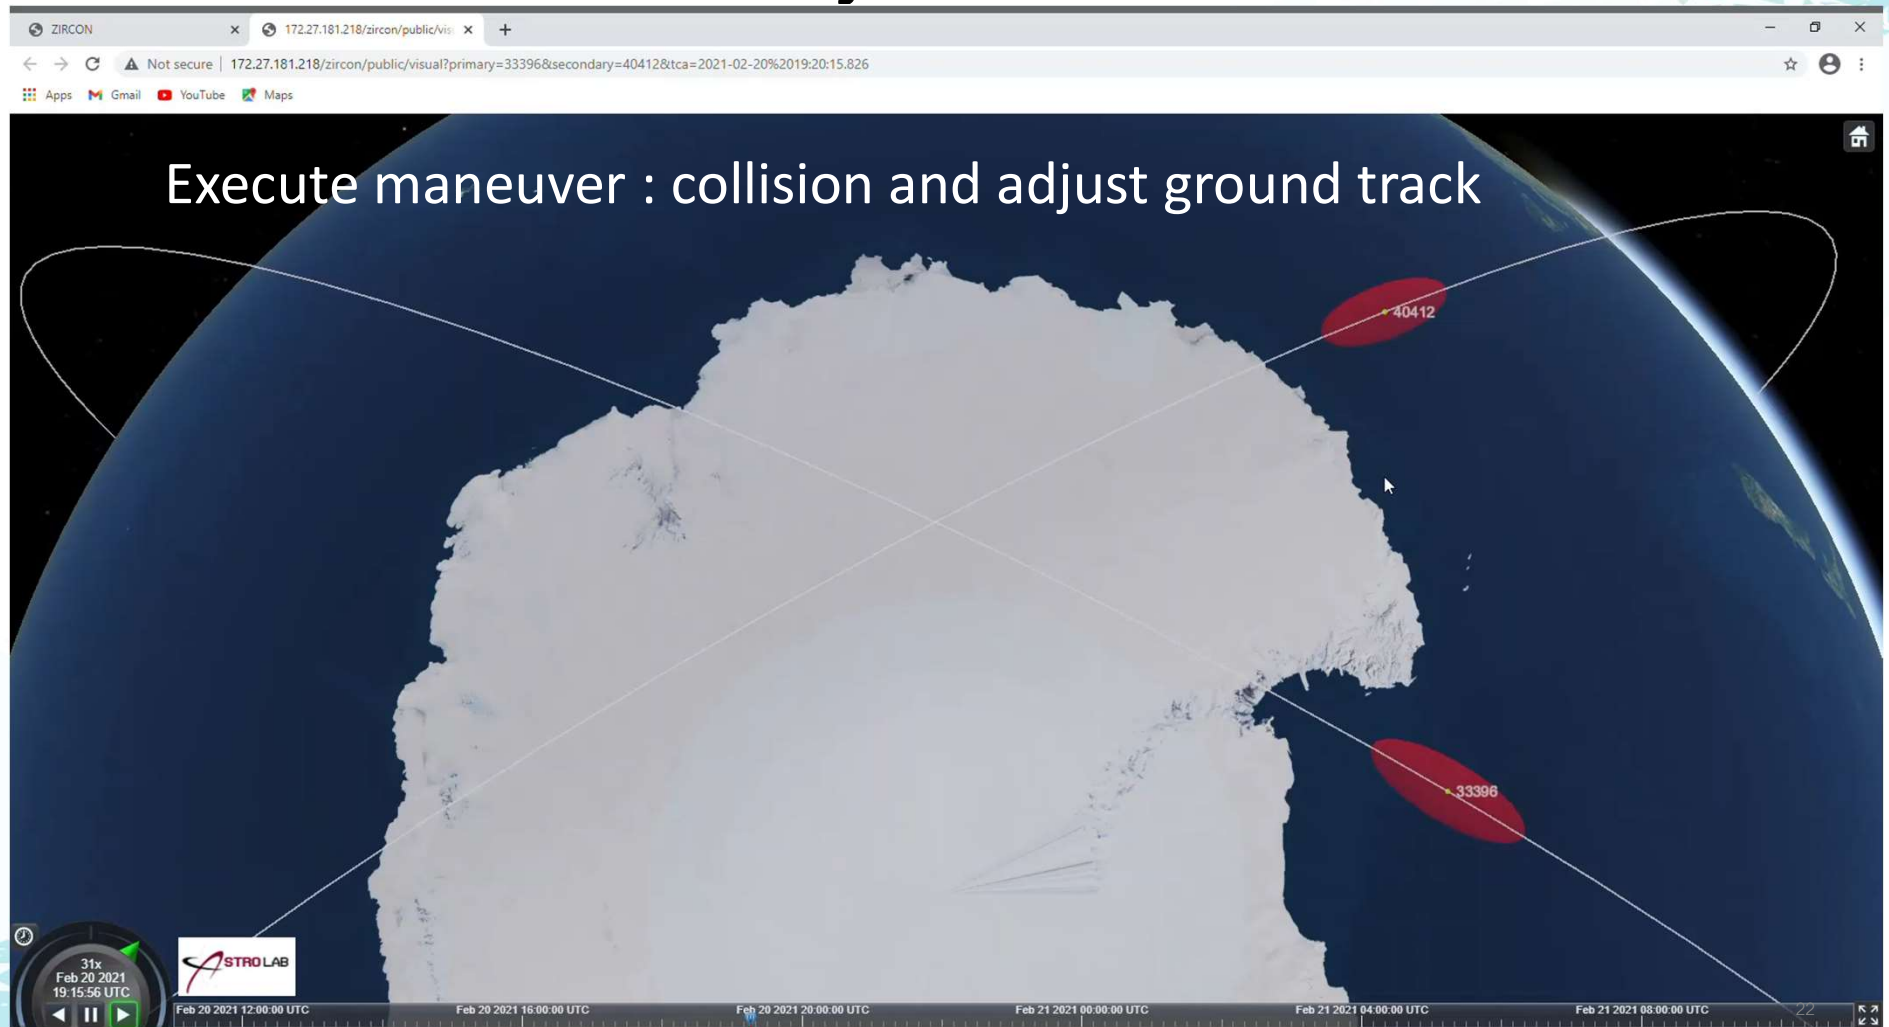 ZIRCON
172.27.181.218/zircon/public/vis
Not secure | 172.27.181.218/zircon/public/visual?primary=33396&secondary=40412&tca=2021-02-20%2019:20:15.826
Apps Gmail YouTube Maps
Execute maneuver : collision and adjust ground track
40412
33396
31x
Feb 20 2021
19:15:56 UTC
ASTROLAB
Feb 20 2021 12:00:00 UTC Feb 20 2021 16:00:00 UTC Feb 20 2021 20:00:00 UTC Feb 21 2021 00:00:00 UTC Feb 21 2021 04:00:00 UTC Feb 21 2021 08:00:00 UTC
22